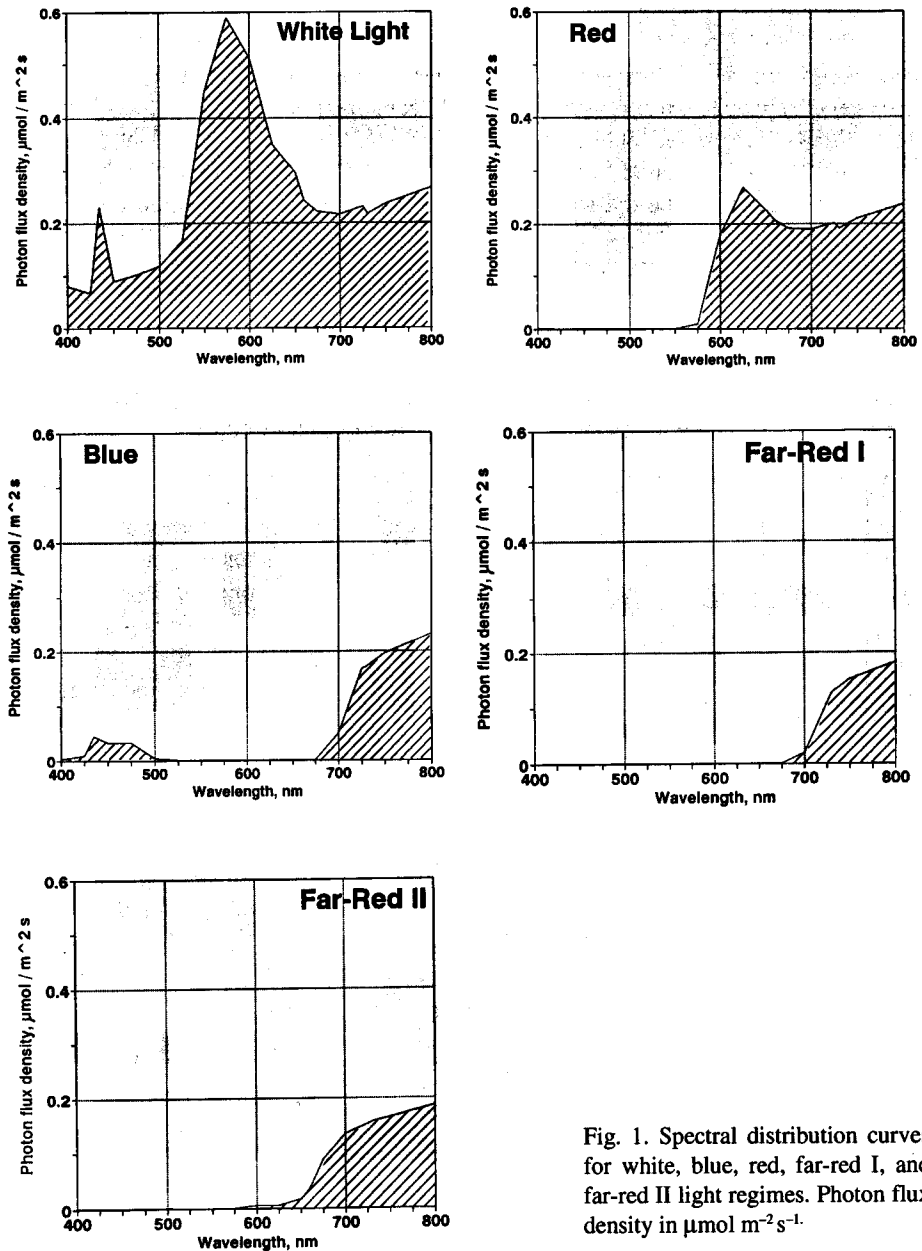 White Light
Photon flux density, μmol / m ^ 2 s
0.6
0.4
0.2
0
400 500 600 700 800
Wavelength, nm
Red
Photon flux density, μmol / m ^ 2 s
0.6
0.4
0.2
0
400 500 600 700 800
Wavelength, nm
Blue
Photon flux density, μmol / m ^ 2 s
0.6
0.4
0.2
0
400 500 600 700 800
Wavelength, nm
Far-Red I
Photon flux density, μmol / m ^ 2 s
0.6
0.4
0.2
0
400 500 600 700 800
Wavelength, nm
Far-Red II
Photon flux density, μmol / m ^ 2 s
0.6
0.4
0.2
0
400 500 600 700 800
Wavelength, nm
Fig. 1. Spectral distribution curve
for white, blue, red, far-red I, and
far-red II light regimes. Photon flux
density in μmol m⁻² s⁻¹.